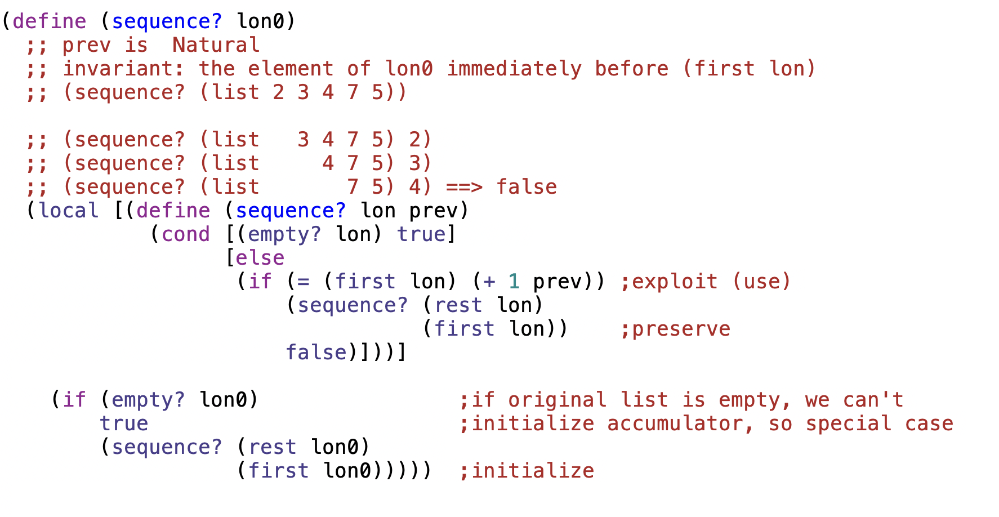 (define (sequence? lon0)
  ;; prev is  Natural
  ;; invariant: the element of lon0 immediately before (first lon)
  ;; (sequence? (list 2 3 4 7 5))

  ;; (sequence? (list   3 4 7 5) 2)
  ;; (sequence? (list     4 7 5) 3)
  ;; (sequence? (list       7 5) 4) ==> false
  (local [(define (sequence? lon prev)
            (cond [(empty? lon) true]
                  [else
                   (if (= (first lon) (+ 1 prev)) ;exploit (use)
                       (sequence? (rest lon)
                                  (first lon))    ;preserve
                       false)]))]

    (if (empty? lon0)                ;if original list is empty, we can't
        true                         ;initialize accumulator, so special case
        (sequence? (rest lon0)
                   (first lon0)))))  ;initialize